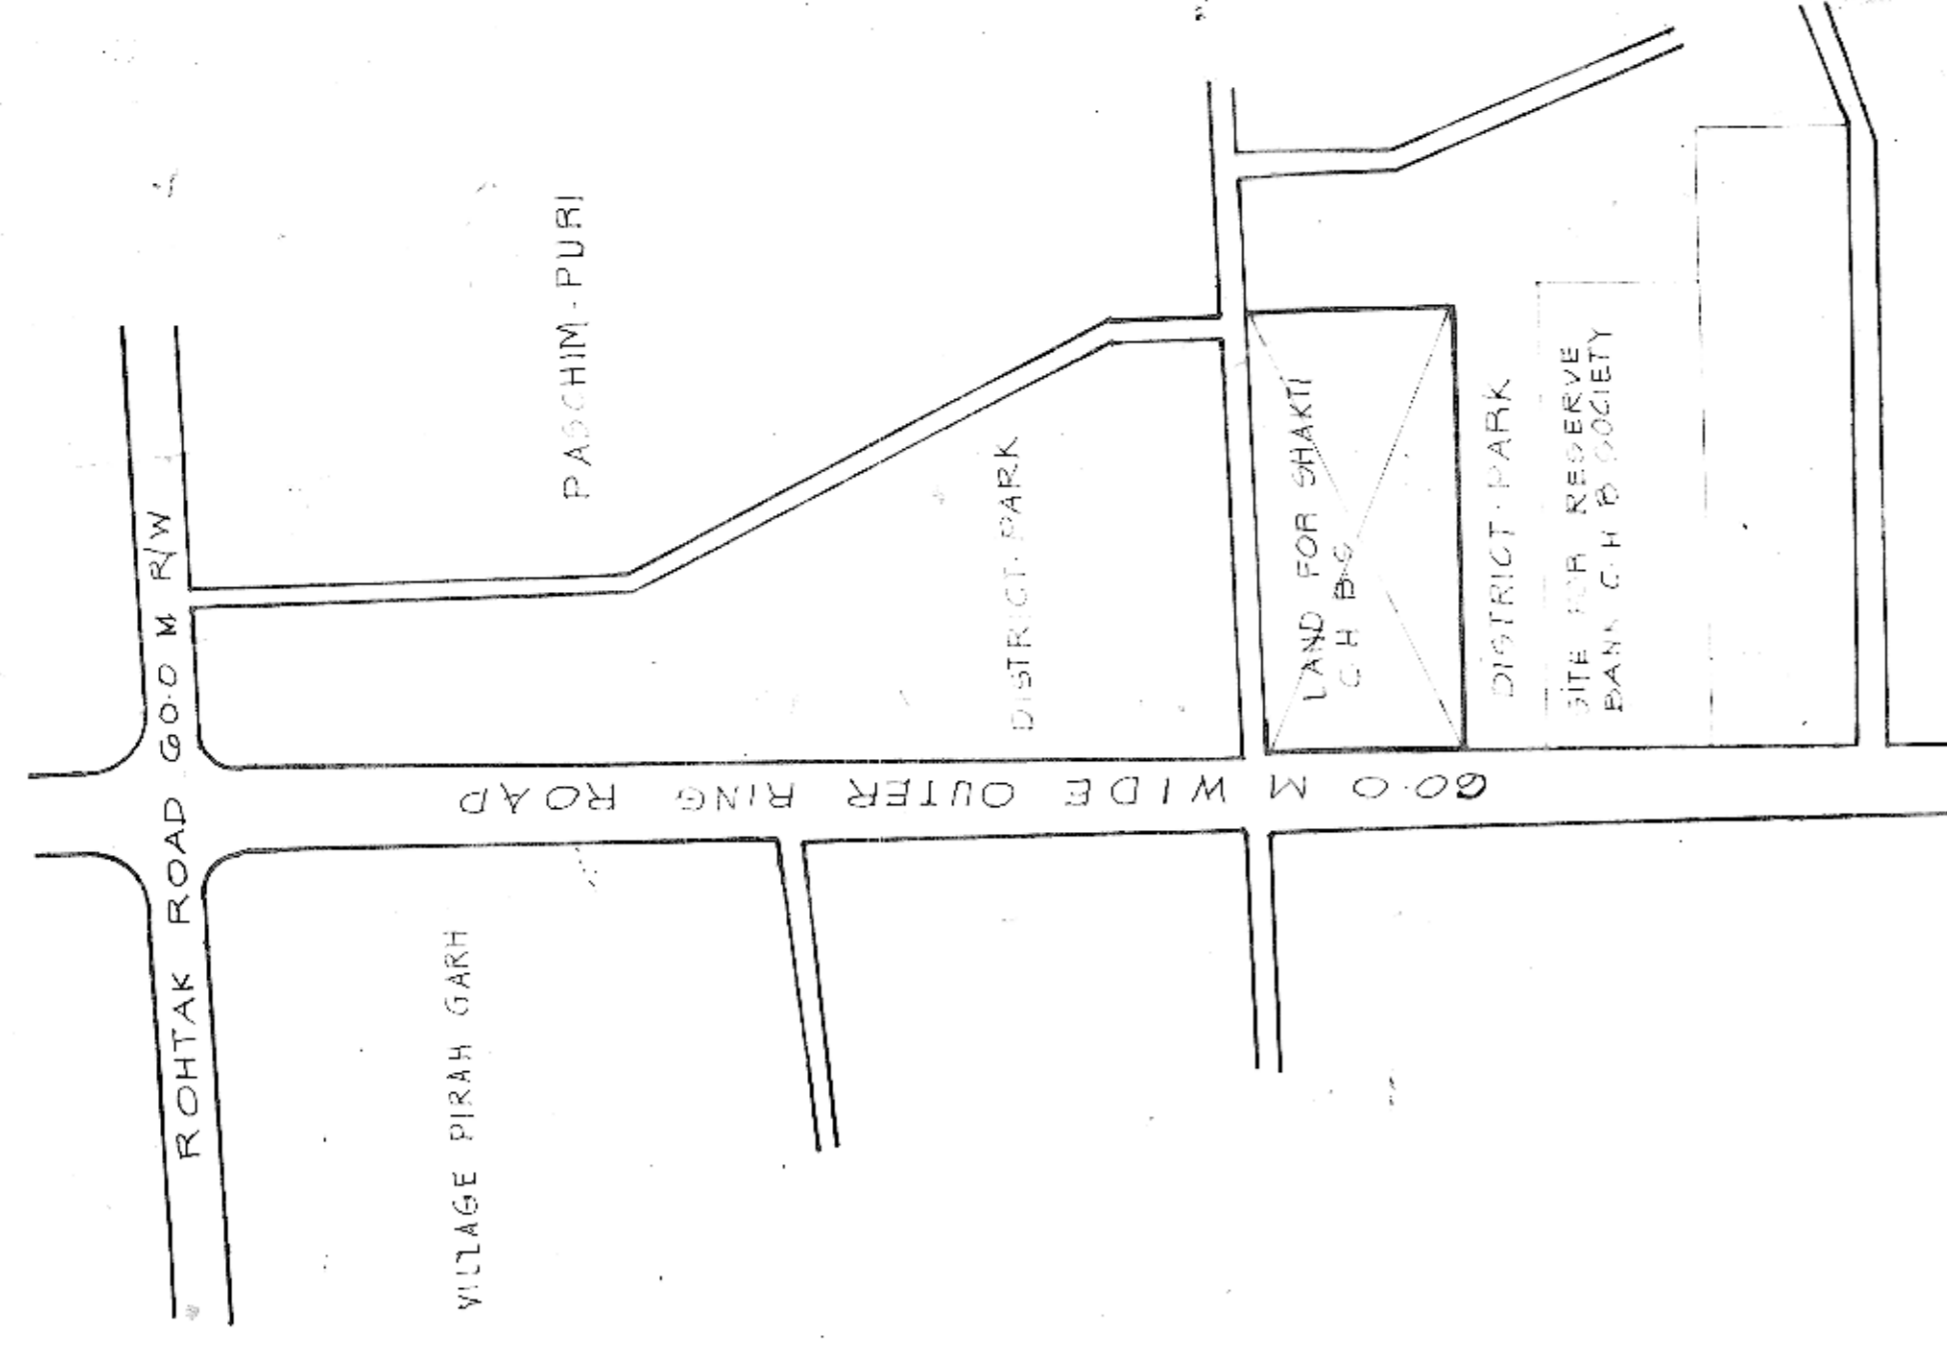 ROHTAK ROAD 60.0 M R/W
PASCHIM-PURI
VILLAGE PIRAH GARH
60.0 M WIDE OUTER RING ROAD
DISTRICT.PARK
LAND FOR SHAKTI
C H B S
DISTRICT.PARK
SITE FOR RESERVE
BANK C.H B SOCIETY